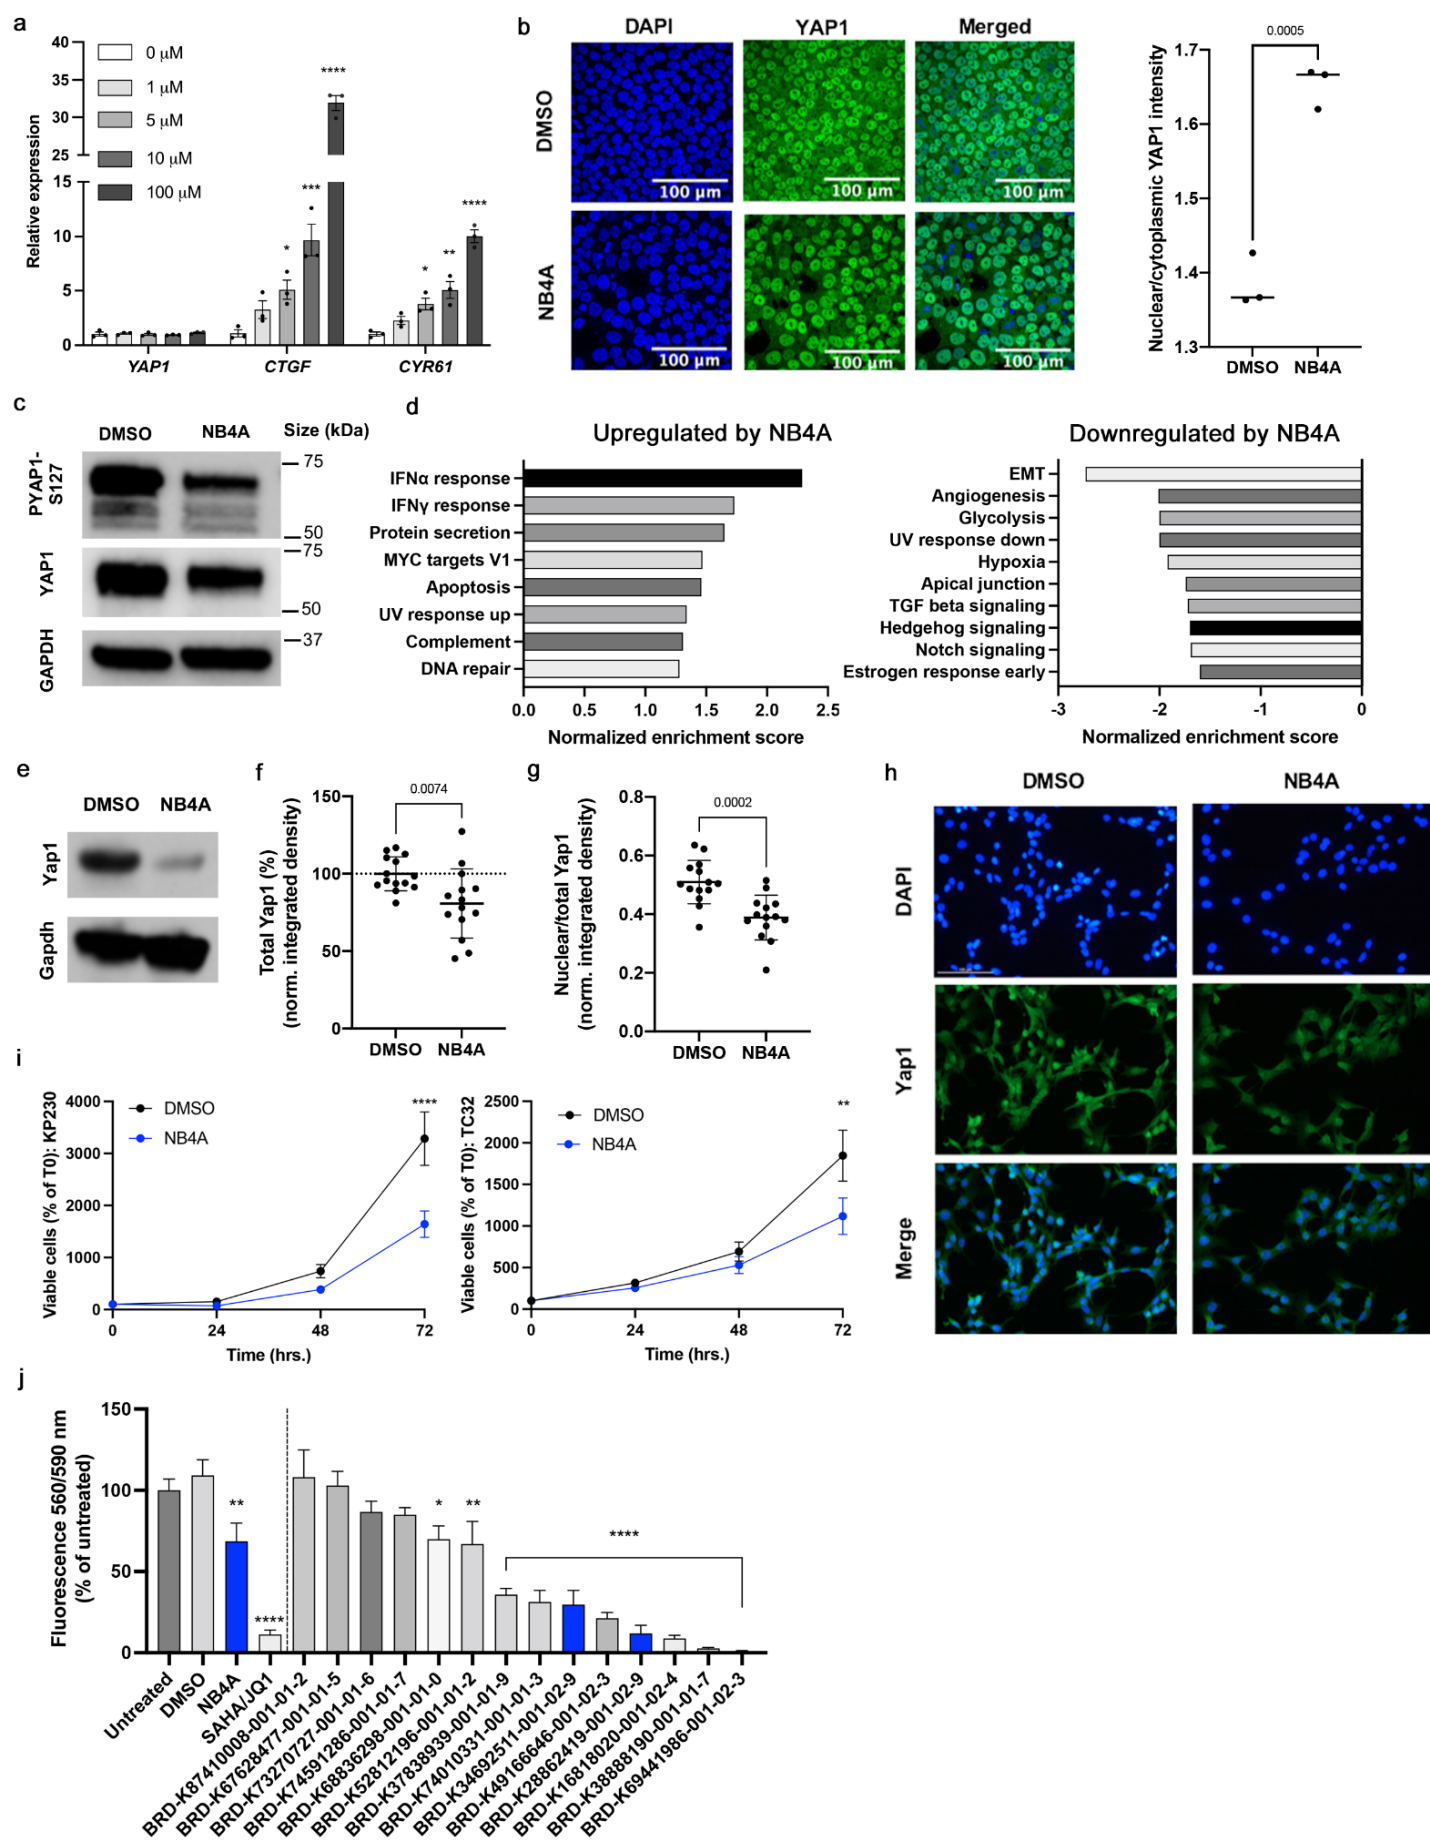 a
Relative expression
40
35
30
25
15
10
5
0
0 μM
1 μM
5 μM
10 μM
100 μM
* *** ****
* ** ****
YAP1 CTGF CYR61
b
DAPI YAP1 Merged
DMSO
100 μm 100 μm 100 μm
NB4A
100 μm 100 μm 100 μm
Nuclear/cytoplasmic YAP1 intensity
0.0005
1.7
1.6
1.5
1.4
1.3
DMSO NB4A
c
DMSO NB4A Size (kDa)
PYAP1-
S127
75
50
YAP1
75
50
GAPDH
37
d
Upregulated by NB4A
IFNα response
IFNγ response
Protein secretion
MYC targets V1
Apoptosis
UV response up
Complement
DNA repair
0.0 0.5 1.0 1.5 2.0 2.5
Normalized enrichment score
Downregulated by NB4A
EMT
Angiogenesis
Glycolysis
UV response down
Hypoxia
Apical junction
TGF beta signaling
Hedgehog signaling
Notch signaling
Estrogen response early
-3 -2 -1 0
Normalized enrichment score
e
DMSO NB4A
Yap1
Gapdh
f
Total Yap1 (%)
(norm. integrated density)
0.0074
150
100
50
0
DMSO NB4A
g
Nuclear/total Yap1
(norm. integrated density)
0.0002
0.8
0.6
0.4
0.2
0.0
DMSO NB4A
h
DMSO NB4A
DAPI
Yap1
Merge
i
Viable cells (% of T0): KP230
4000
3000
2000
1000
0
DMSO
NB4A
****
0 24 48 72
Time (hrs.)
Viable cells (% of T0): TC32
2500
2000
1500
1000
500
0
DMSO
NB4A
**
0 24 48 72
Time (hrs.)
j
Fluorescence 560/590 nm
(% of untreated)
150
100
50
0
** **** * ** ****
Untreated
DMSO
NB4A
SAHA/JQ1
BRD-K87410008-001-01-2
BRD-K67628477-001-01-5
BRD-K73270727-001-01-6
BRD-K74591286-001-01-7
BRD-K68836298-001-01-0
BRD-K52812196-001-01-2
BRD-K37838939-001-01-9
BRD-K74010331-001-01-3
BRD-K34692511-001-02-9
BRD-K49166646-001-02-3
BRD-K28862419-001-02-9
BRD-K16818020-001-02-4
BRD-K38888190-001-01-7
BRD-K69441986-001-02-3